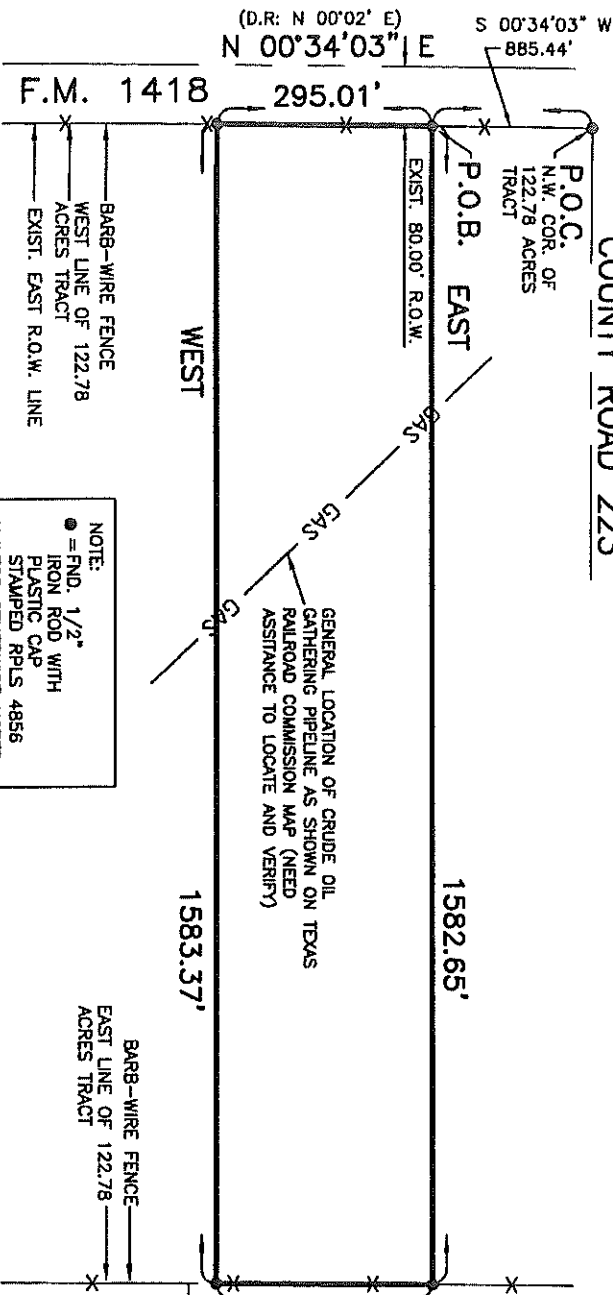 (D.R: N 00°02' E)
N 00°34'03" E
S 00°34'03" W
885.44'
F.M. 1418
295.01'
P.O.C.
N.W. COR. OF
122.78 ACRES
TRACT
COUNTY ROAD 223
P.O.B.
EAST
EXIST. 80.00' R.O.W.
BARB-WIRE FENCE
WEST LINE OF 122.78
ACRES TRACT
EXIST. EAST R.O.W. LINE
WEST
GAS
GAS
GAS
GENERAL LOCATION OF CRUDE OIL
GATHERING PIPELINE AS SHOWN ON TEXAS
RAILROAD COMMISSION MAP (NEED
ASSITANCE TO LOCATE AND VERIFY)
NOTE:
= FND. 1/2"
IRON ROD WITH
PLASTIC CAP
STAMPED RPLS 4856
1582.65'
1583.37'
BARB-WIRE FENCE
EAST LINE OF 122.78
ACRES TRACT